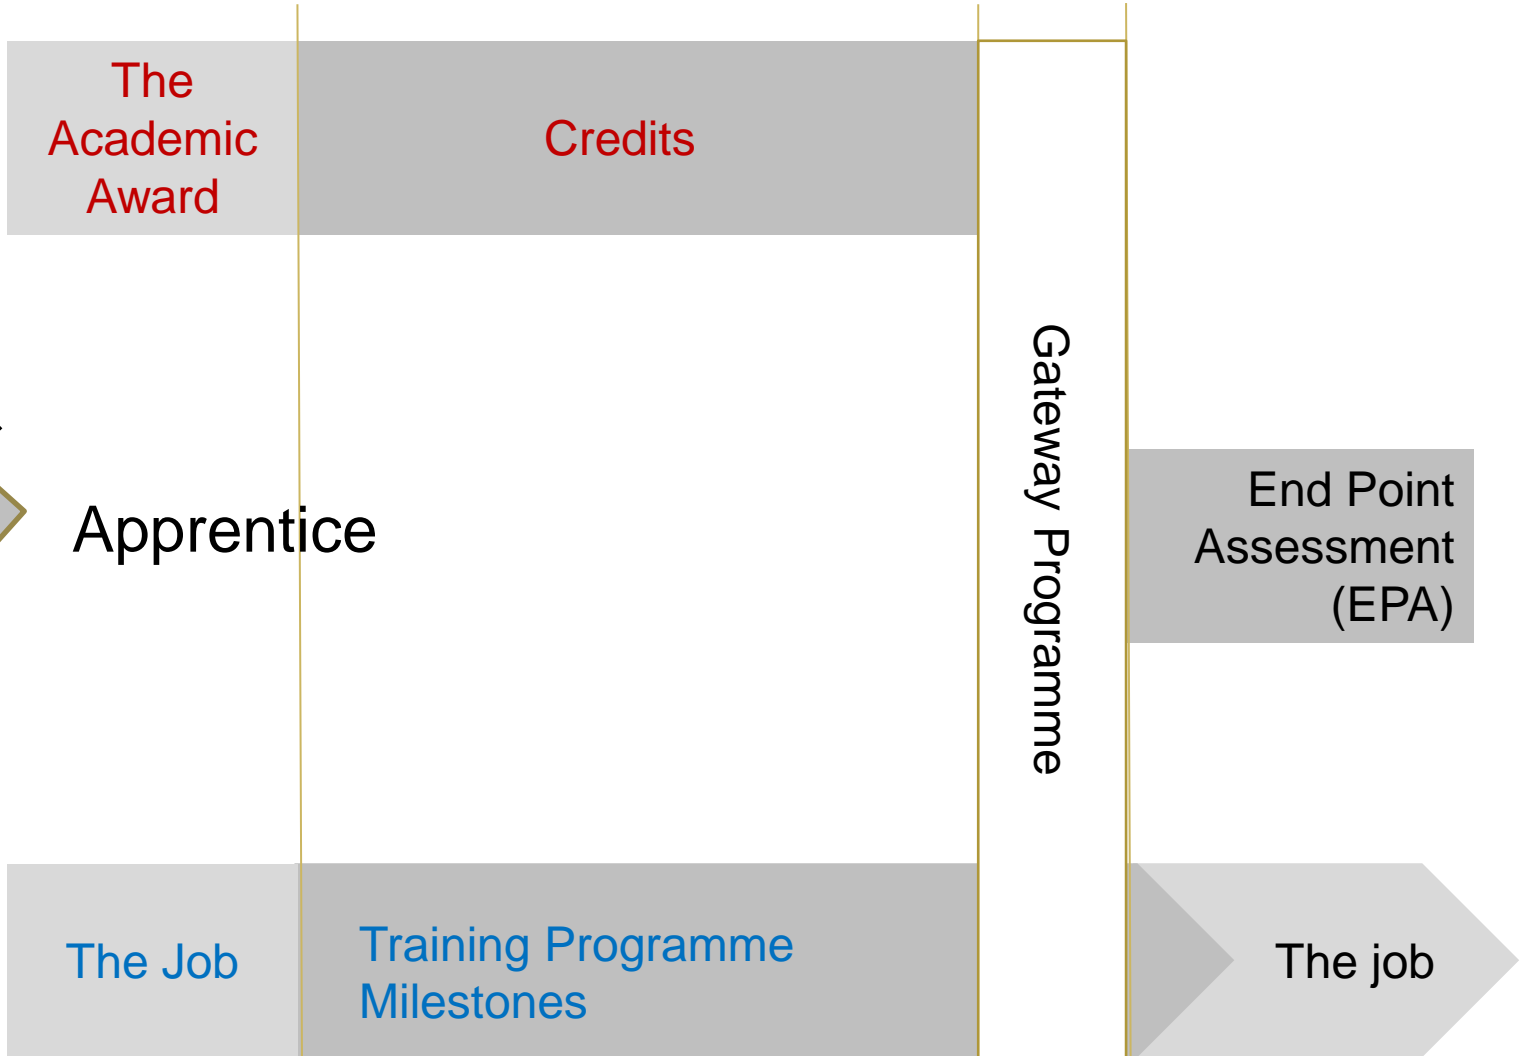 The
Academic
Award
Credits
Gateway Programme
Apprentice
End Point
Assessment
(EPA)
The Job
Training Programme
Milestones
The job